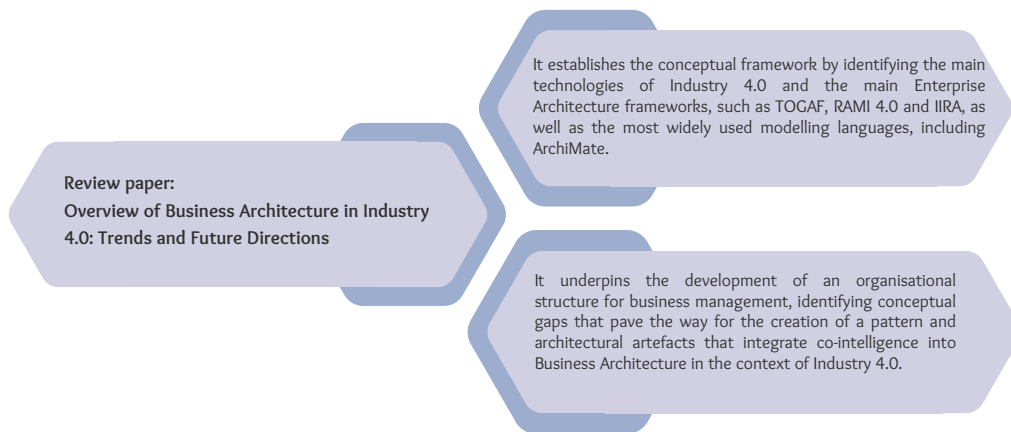 Review paper:
Overview of Business Architecture in Industry
4.0: Trends and Future Directions
It establishes the conceptual framework by identifying the main
technologies of Industry 4.0 and the main Enterprise
Architecture frameworks, such as TOGAF, RAMI 4.0 and IIRA, as
well as the most widely used modelling languages, including
ArchiMate.
It underpins the development of an organisational
structure for business management, identifying conceptual
gaps that pave the way for the creation of a pattern and
architectural artefacts that integrate co-intelligence into
Business Architecture in the context of Industry 4.0.